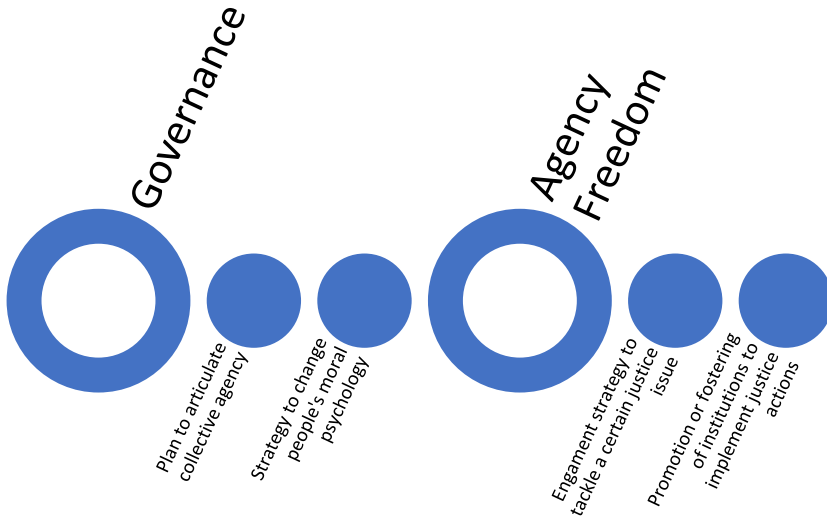 Governance
Plan to articulate
collective agency
Strategy to change
people's moral
psychology
Agency
Freedom
Engament strategy to
tackle a certain justice
issue
Promotion or fostering
of institutions to
implement justice
actions